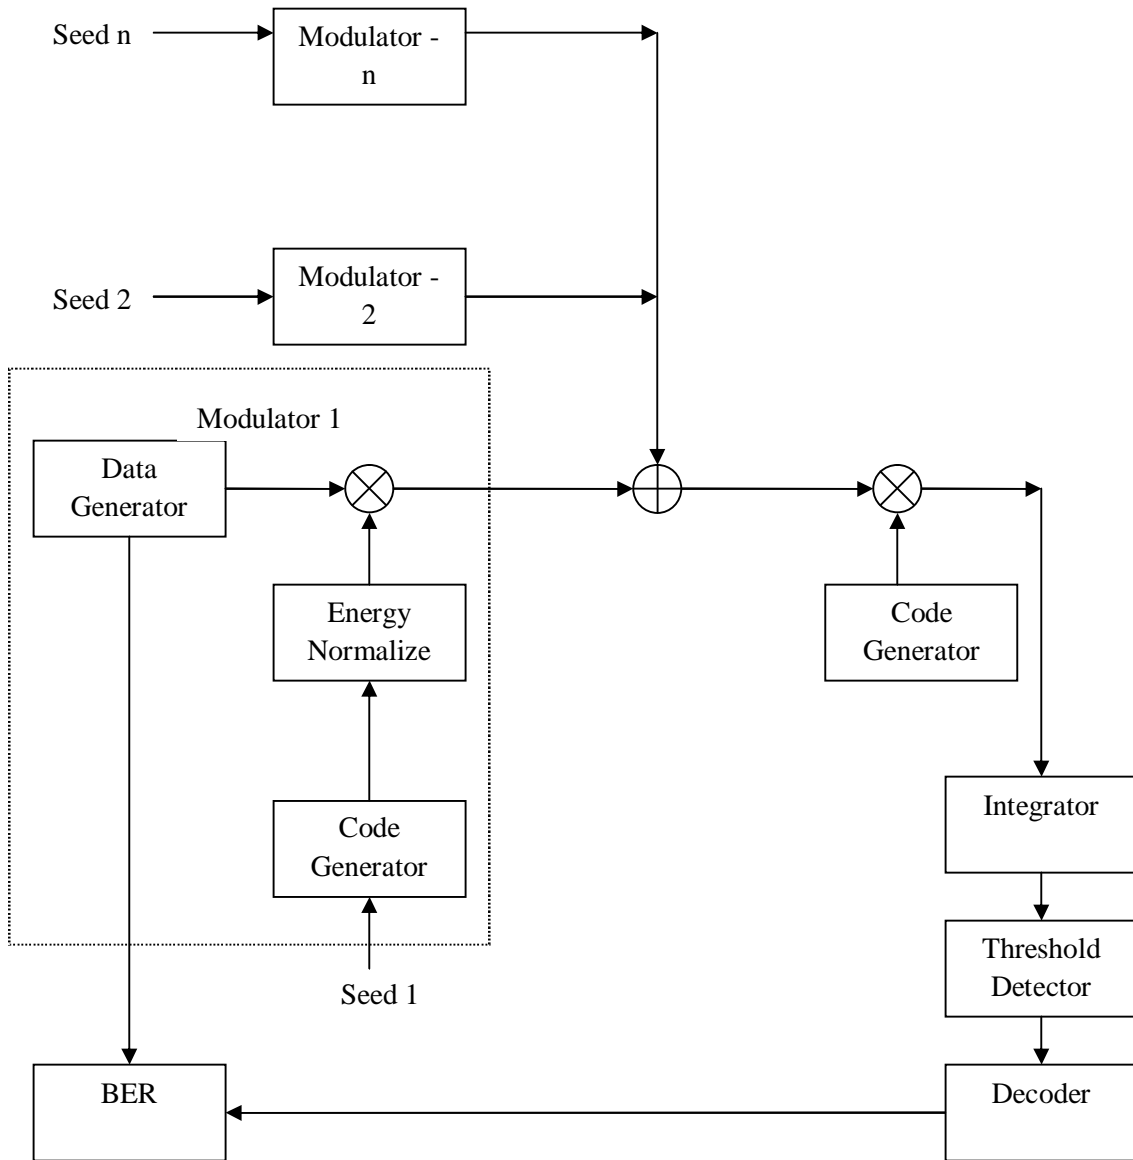 Seed n
Modulator -
n
Seed 2
Modulator -
2
Modulator 1
Data
Generator
Energy
Normalize
Code
Generator
Code
Generator
Integrator
Seed 1
Threshold
Detector
BER
Decoder